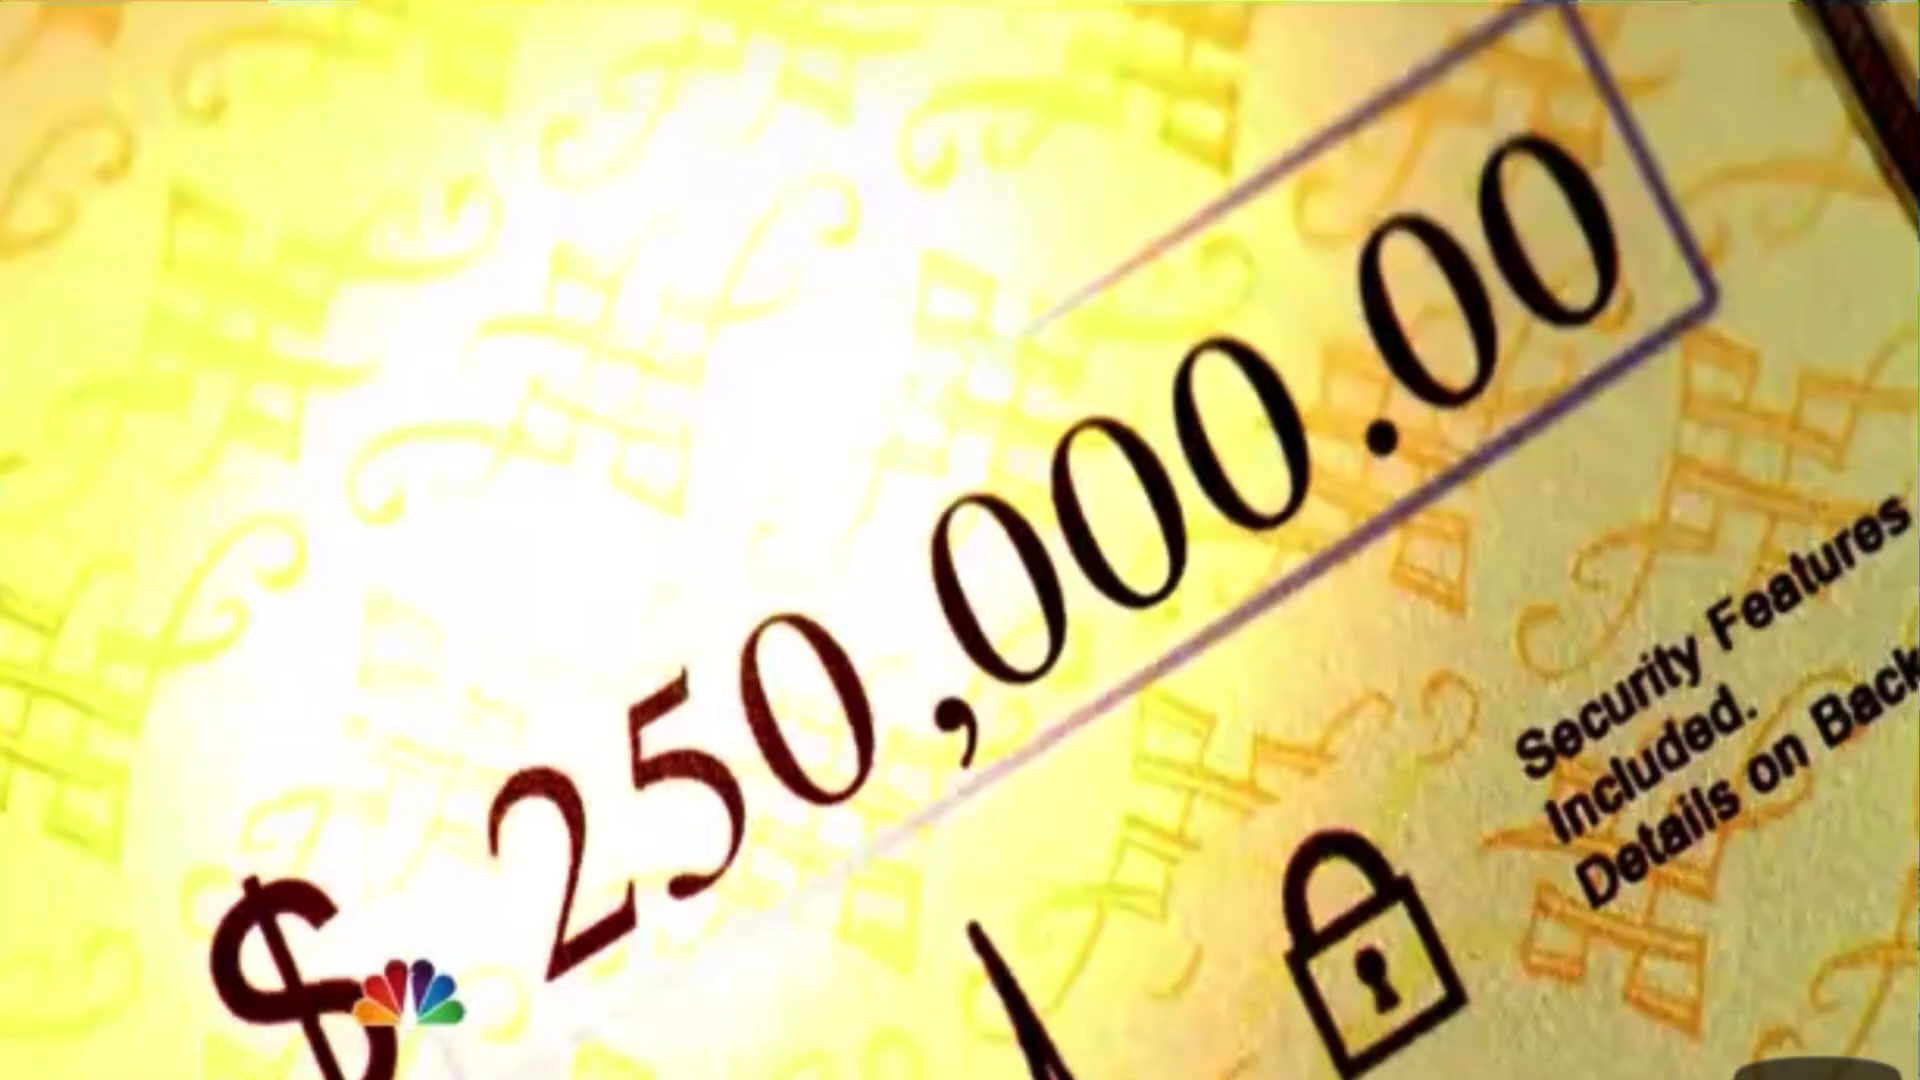 $ 250,000.00
Security Features
Included.
Details on Back